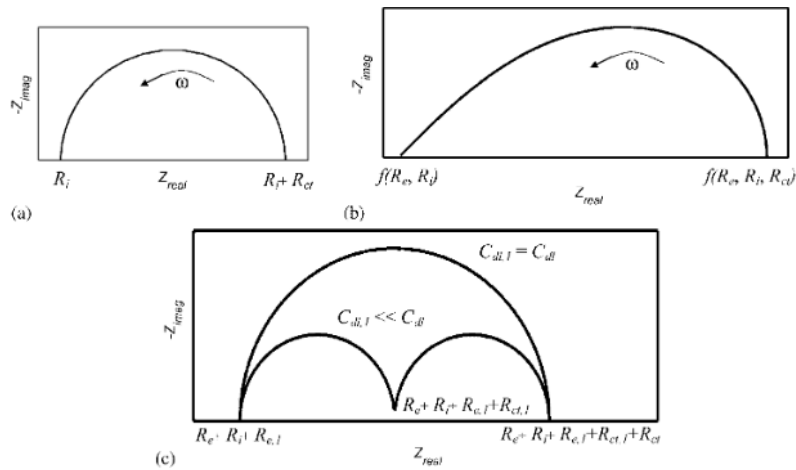 -Z_imag
ω
R_i
Z_real
R_i + R_ct
(a)
-Z_imag
ω
f(R_e, R_i)
f(R_e, R_i, R_ct)
Z_real
(b)
-Z_imag
C_dl,1 = C_dl
C_dl,1 << C_dl
R_e + R_i + R_e,1 + R_ct,1
R_e + R_i + R_e,1
R_e + R_i + R_e,1 + R_ct,1 + R_ct
(c)
Z_real